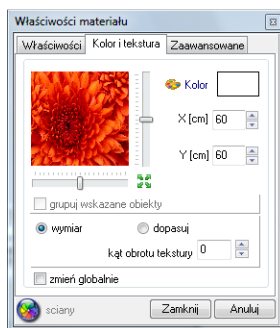 Właściwości materiału
Właściwości Kolor i tekstura Zaawansowane
Kolor
X [cm] 60
Y [cm] 60
grupuj wskazane obiekty
wymiar dopasuj
kąt obrotu tekstury 0
zmień globalnie
sciany Zamknij Anuluj